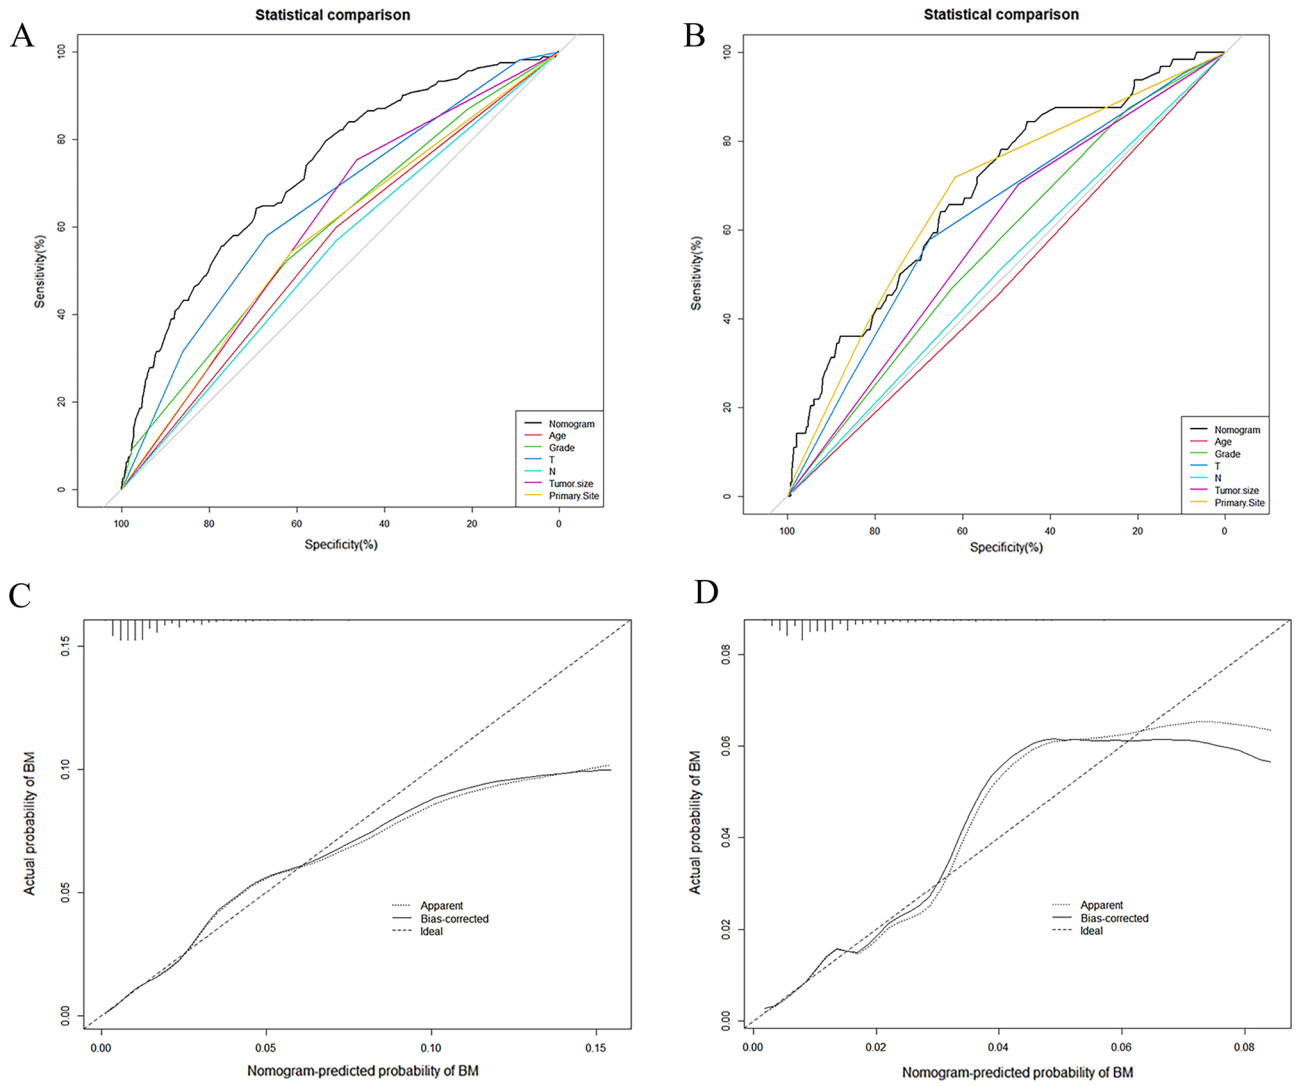 A
Statistical comparison
100
80
60
40
20
0
Sensitivity(%)
Nomogram
Age
Grade
T
N
Tumor.size
Primary.Site
100 80 60 40 20 0
Specificity(%)
B
Statistical comparison
100
80
60
40
20
0
Sensitivity(%)
Nomogram
Age
Grade
T
N
Tumor.size
Primary.Site
100 80 60 40 20 0
Specificity(%)
C
0.15
0.10
0.05
0.00
Actual probability of BM
Apparent
Bias-corrected
Ideal
0.00 0.05 0.10 0.15
Nomogram-predicted probability of BM
D
0.08
0.06
0.04
0.02
0.00
Actual probability of BM
Apparent
Bias-corrected
Ideal
0.00 0.02 0.04 0.06 0.08
Nomogram-predicted probability of BM